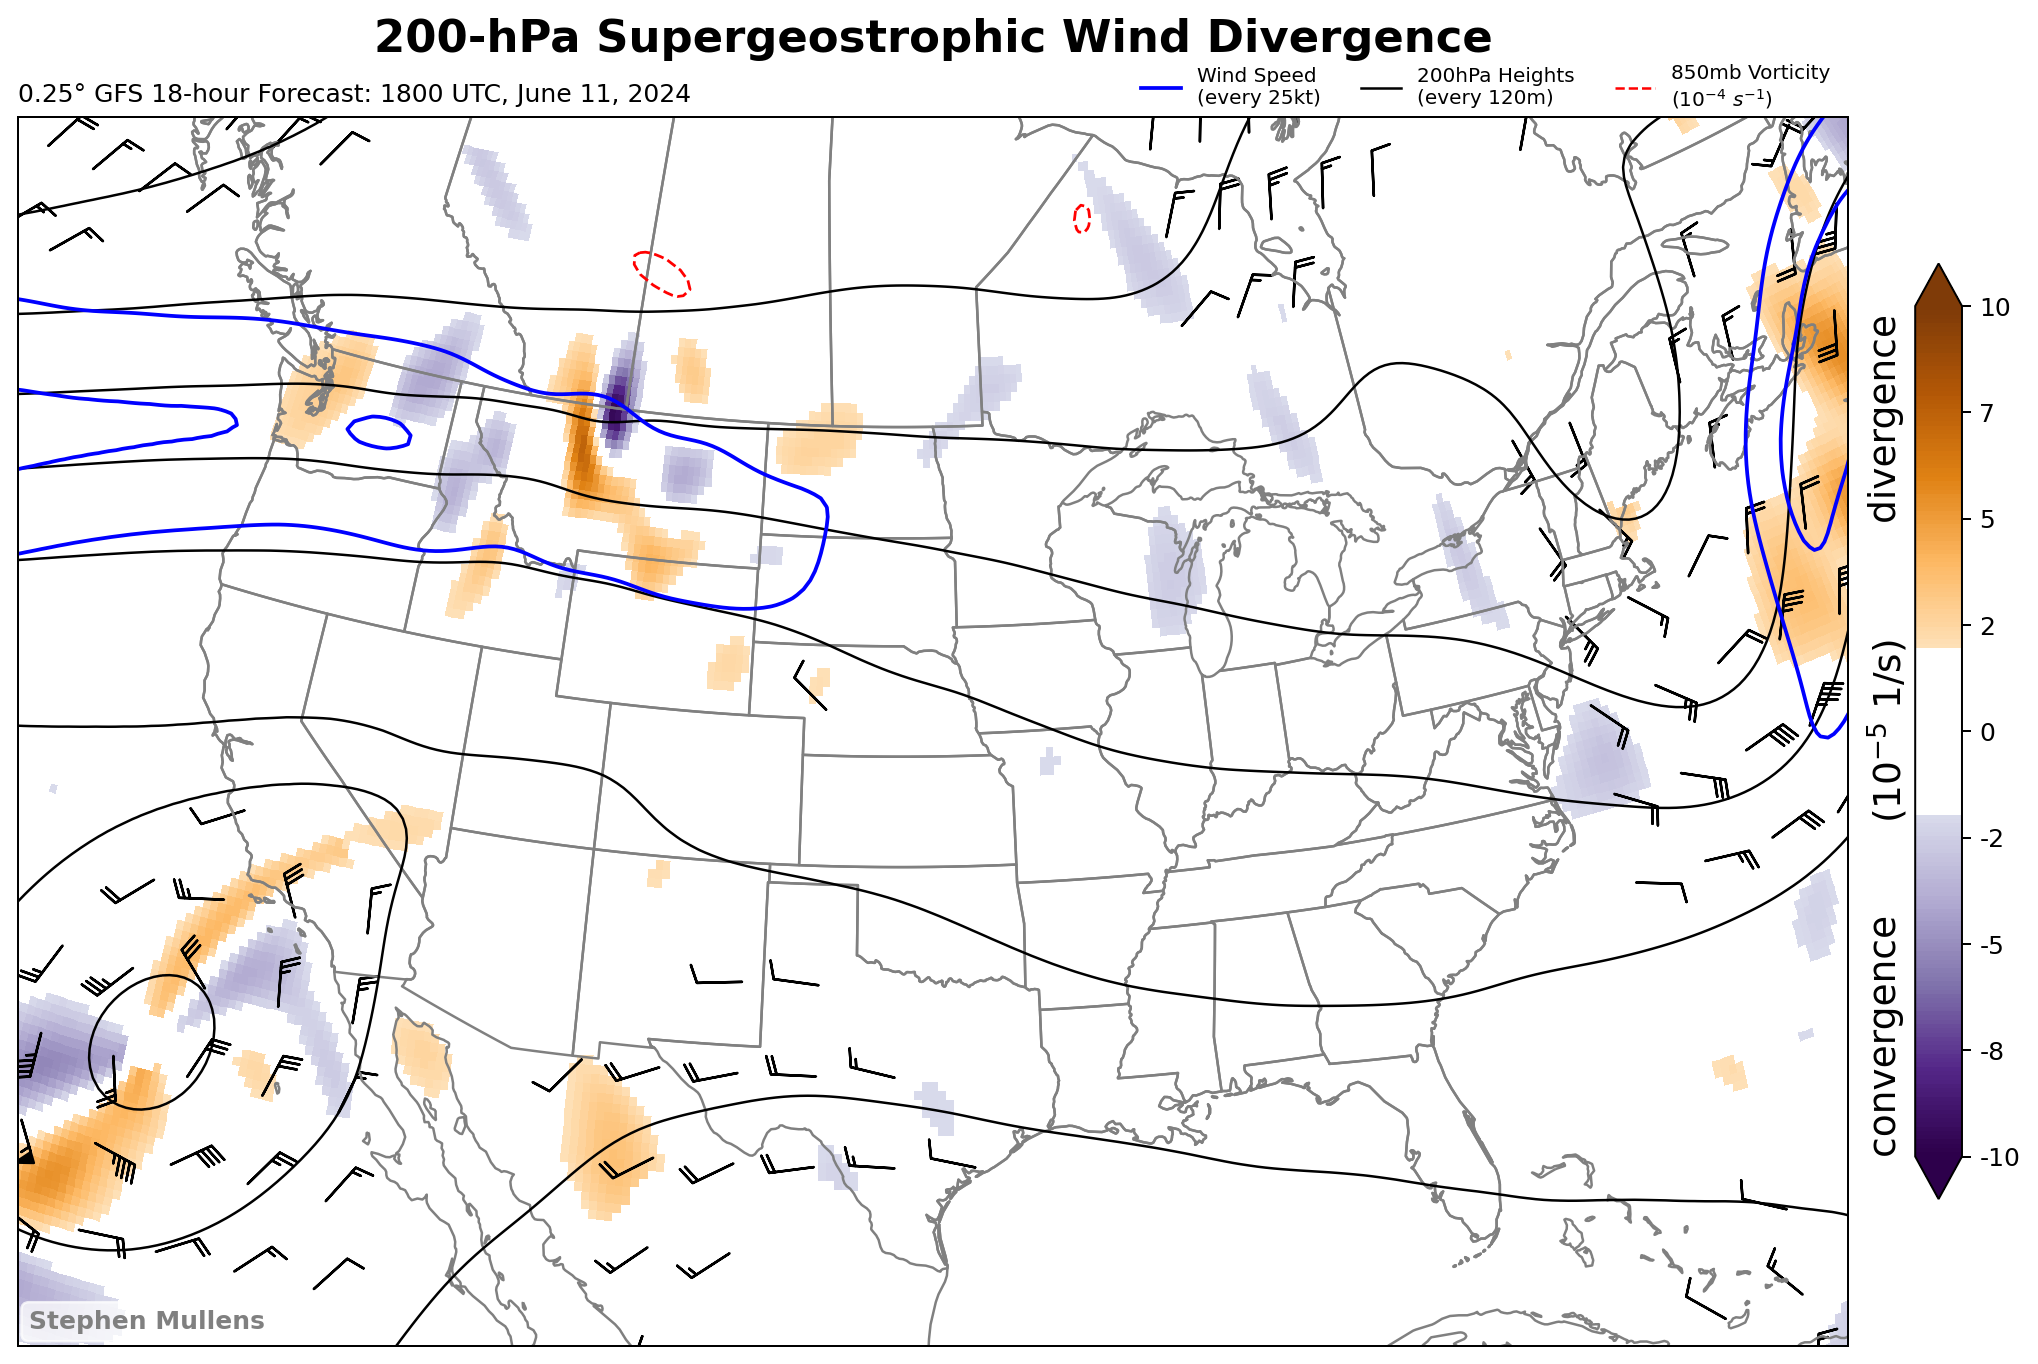 200-hPa Supergeostrophic Wind Divergence
0.25° GFS 18-hour Forecast: 1800 UTC, June 11, 2024
Wind Speed
(every 25kt)
200hPa Heights
(every 120m)
850mb Vorticity
(10⁻⁴ s⁻¹)
10
7
5
2
0
-2
-5
-8
-10
convergence (10⁻⁵ 1/s) divergence
Stephen Mullens